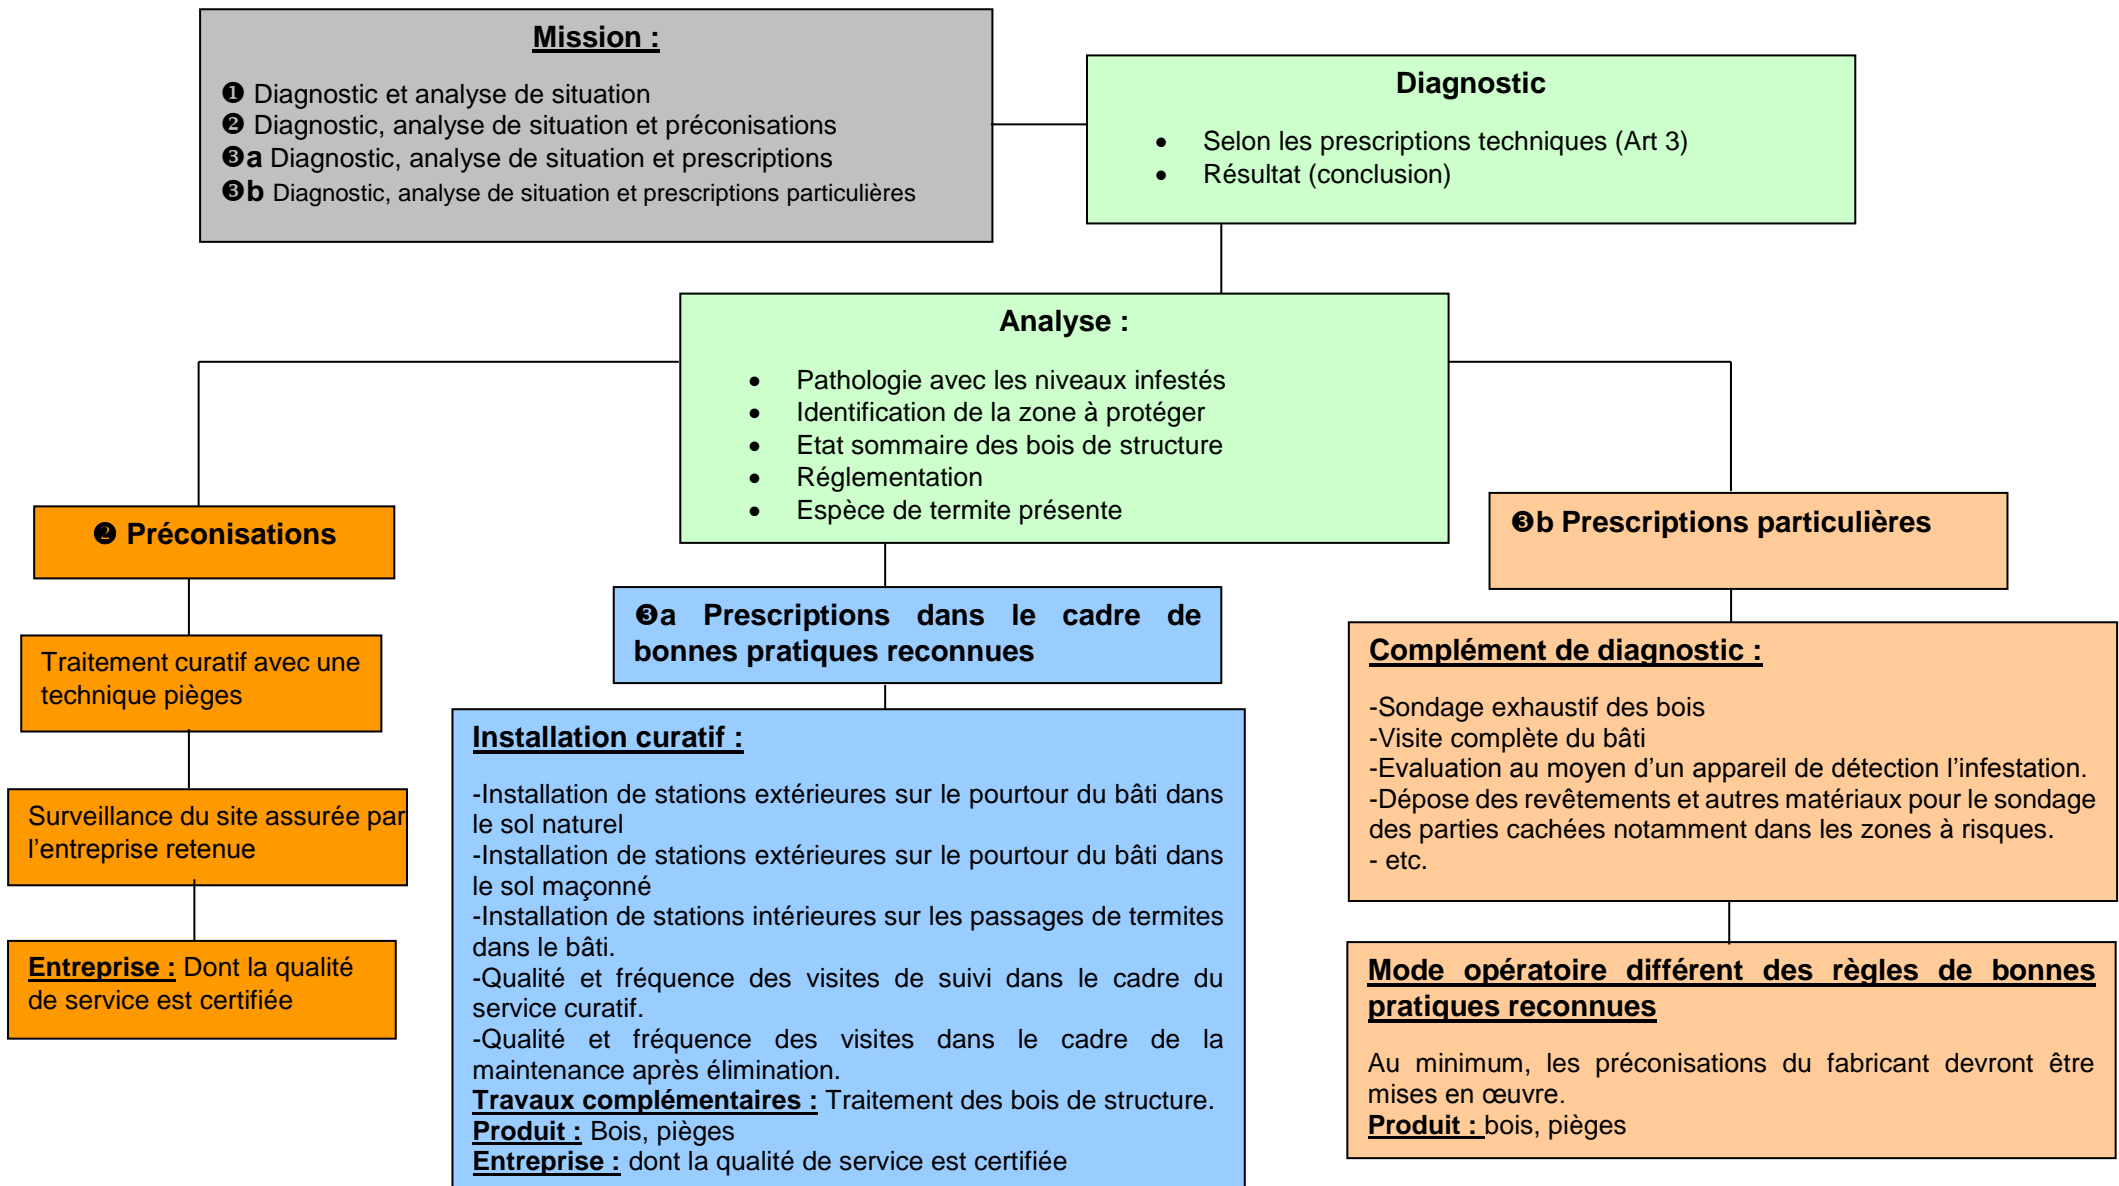 Mission :
❶ Diagnostic et analyse de situation
❷ Diagnostic, analyse de situation et préconisations
❸a Diagnostic, analyse de situation et prescriptions
❸b Diagnostic, analyse de situation et prescriptions particulières
Diagnostic
• Selon les prescriptions techniques (Art 3)
• Résultat (conclusion)
Analyse :
• Pathologie avec les niveaux infestés
• Identification de la zone à protéger
• Etat sommaire des bois de structure
• Réglementation
• Espèce de termite présente
❷ Préconisations
Traitement curatif avec une
technique pièges
Surveillance du site assurée par
l’entreprise retenue
Entreprise : Dont la qualité
de service est certifiée
❸a Prescriptions dans le cadre de
bonnes pratiques reconnues
Installation curatif :
-Installation de stations extérieures sur le pourtour du bâti dans
le sol naturel
-Installation de stations extérieures sur le pourtour du bâti dans
le sol maçonné
-Installation de stations intérieures sur les passages de termites
dans le bâti.
-Qualité et fréquence des visites de suivi dans le cadre du
service curatif.
-Qualité et fréquence des visites dans le cadre de la
maintenance après élimination.
Travaux complémentaires : Traitement des bois de structure.
Produit : Bois, pièges
Entreprise : dont la qualité de service est certifiée
❸b Prescriptions particulières
Complément de diagnostic :
-Sondage exhaustif des bois
-Visite complète du bâti
-Evaluation au moyen d’un appareil de détection l’infestation.
-Dépose des revêtements et autres matériaux pour le sondage
des parties cachées notamment dans les zones à risques.
- etc.
Mode opératoire différent des règles de bonnes
pratiques reconnues
Au minimum, les préconisations du fabricant devront être
mises en œuvre.
Produit : bois, pièges